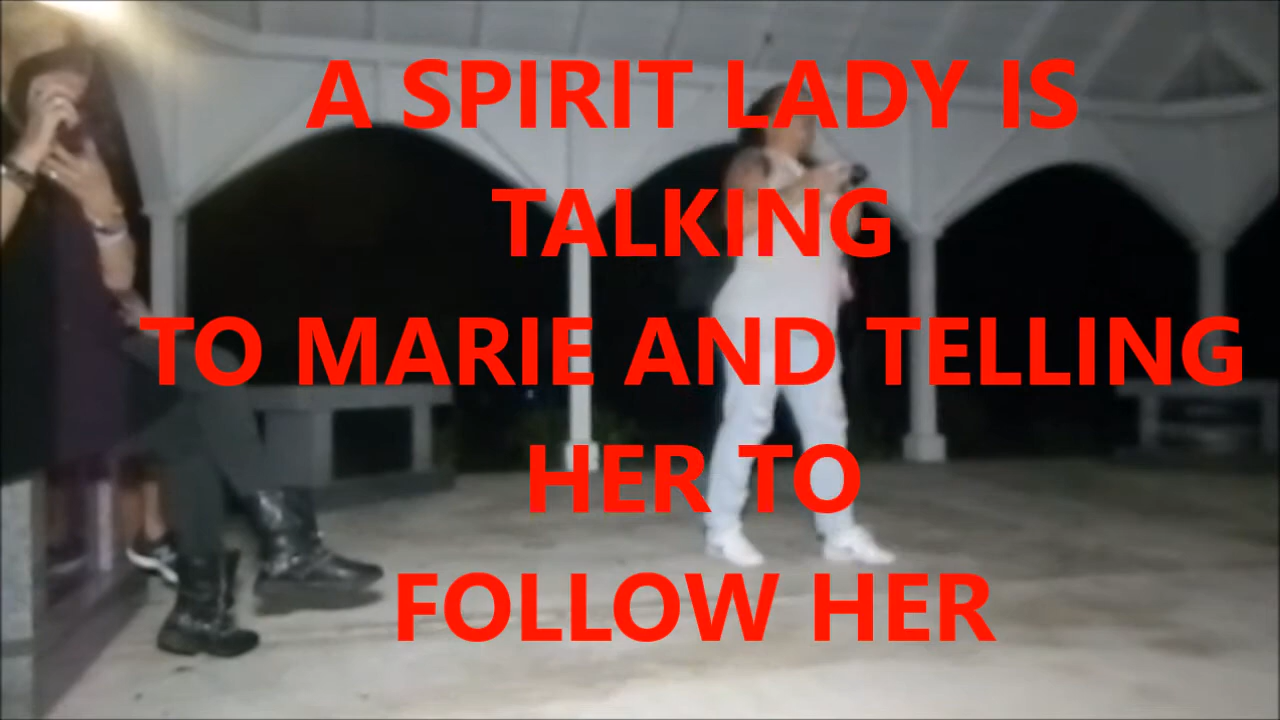 A SPIRIT LADY IS
TALKING
TO MARIE AND TELLING
HER TO
FOLLOW HER